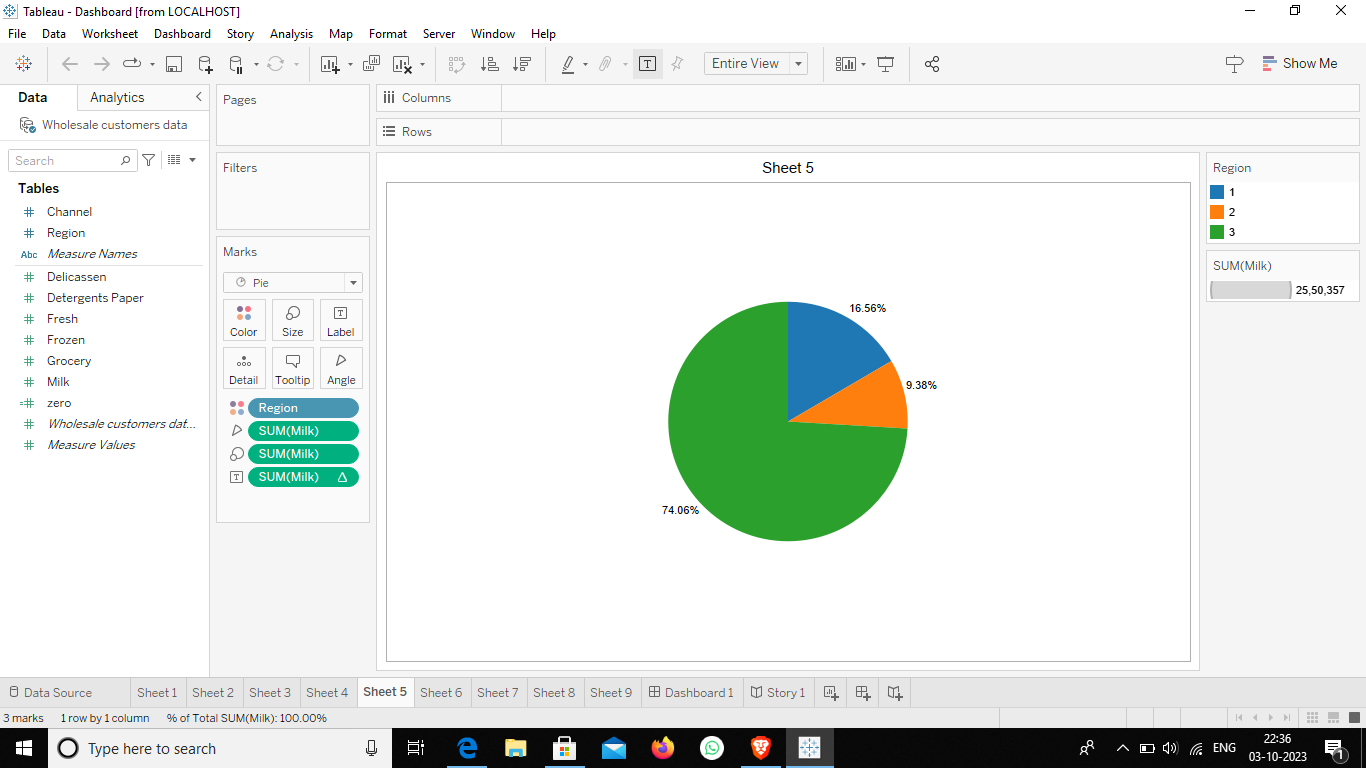 Tableau - Dashboard [from LOCALHOST]
File Data Worksheet Dashboard Story Analysis Map Format Server Window Help
Entire View
Show Me
Data Analytics
Wholesale customers data
Search
Tables
Channel
Region
Abc Measure Names
Delicassen
Detergents Paper
Fresh
Frozen
Grocery
Milk
zero
Wholesale customers dat...
Measure Values
Pages
Filters
Marks
Pie
Color Size Label
Detail Tooltip Angle
Region
SUM(Milk)
SUM(Milk)
SUM(Milk)
Columns
Rows
Sheet 5
16.56%
9.38%
74.06%
Region
1
2
3
SUM(Milk)
25,50,357
Data Source Sheet 1 Sheet 2 Sheet 3 Sheet 4 Sheet 5 Sheet 6 Sheet 7 Sheet 8 Sheet 9 Dashboard 1 Story 1
3 marks 1 row by 1 column % of Total SUM(Milk): 100.00%
Type here to search
ENG
22:36
03-10-2023
1